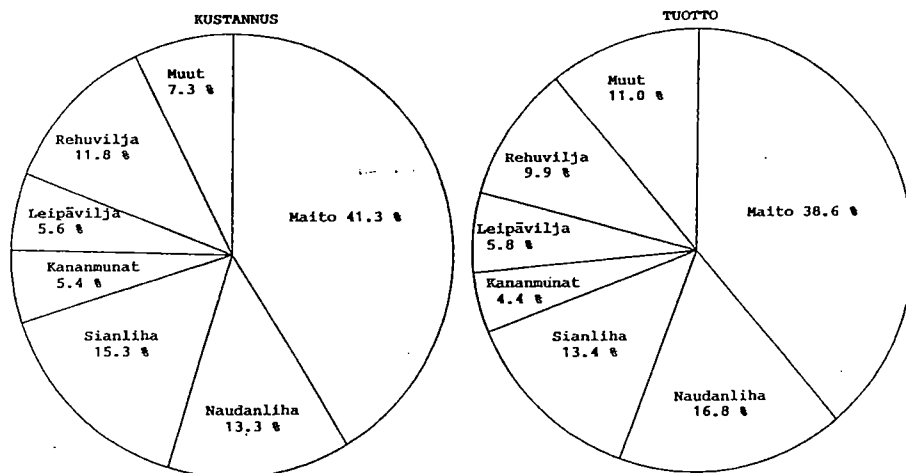 KUSTANNUS
Muut
7.3 %
Rehuvilja
11.8 %
Leipävilja
5.6 %
Kananmunat
5.4 %
Sianliha
15.3 %
Naudanliha
13.3 %
Maito 41.3 %
TUOTTO
Muut
11.0 %
Rehuvilja
9.9 %
Leipävilja
5.8 %
Kananmunat
4.4 %
Sianliha
13.4 %
Naudanliha
16.8 %
Maito 38.6 %